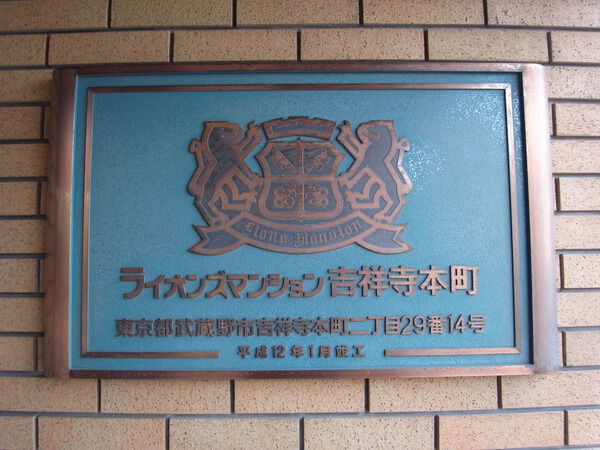 Lions Mansion
ライオンズマンション吉祥寺本町
東京都武蔵野市吉祥寺本町二丁目29番14号
平成12年1月竣工